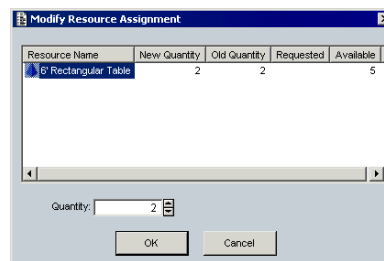 Modify Resource Assignment
Resource Name New Quantity Old Quantity Requested Available
6' Rectangular Table 2 2 5
Quantity: 2
OK Cancel